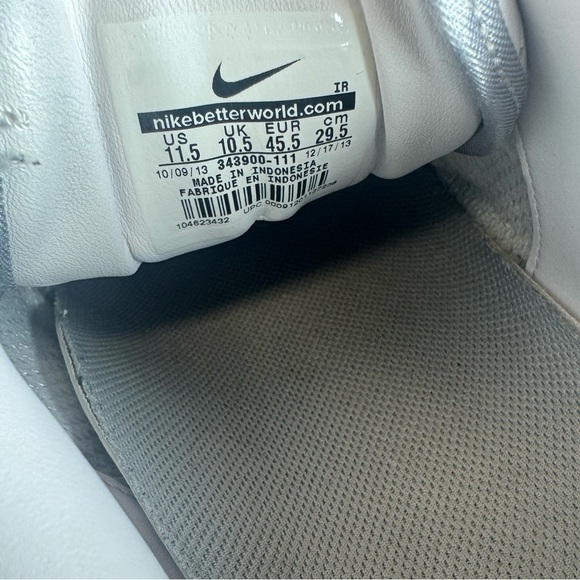 IR
nikebetterworld.com
US UK EUR cm
11.5 10.5 45.5 29.5
10/09/13 343900-111 12/17/13
MADE IN INDONESIA
FABRIQUE EN INDONESIE
104623432 UPC